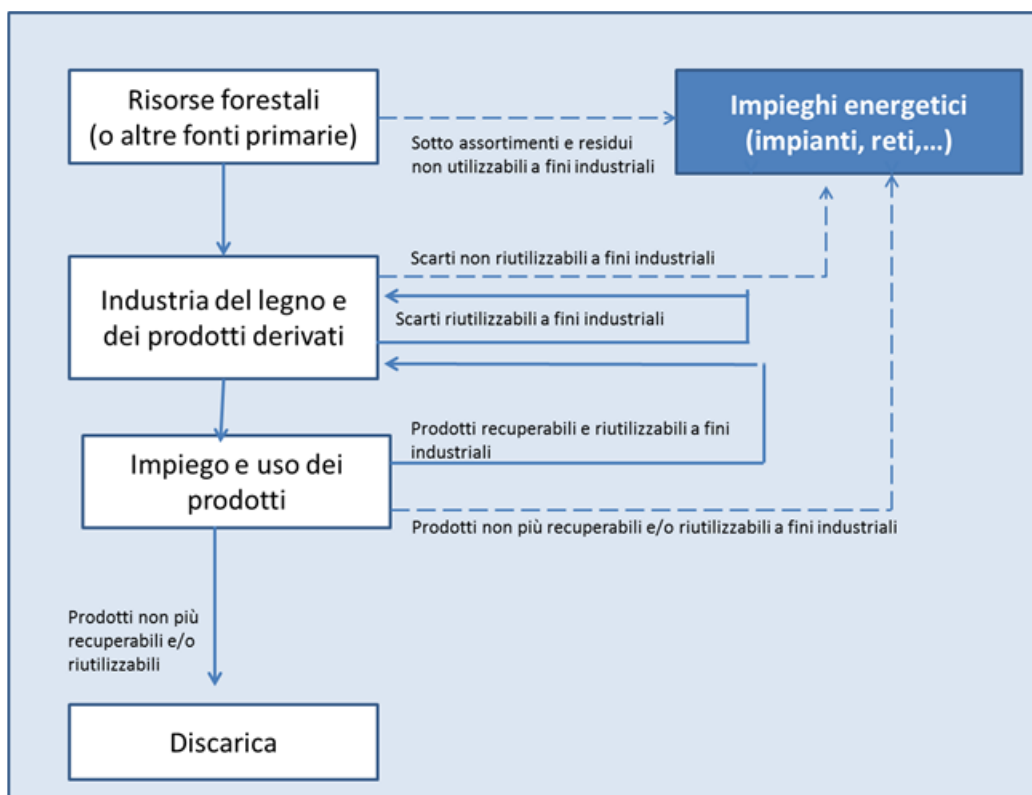 Risorse forestali
(o altre fonti primarie)
Impieghi energetici
(impianti, reti,...)
Sotto assortimenti e residui
non utilizzabili a fini industriali
Scarti non riutilizzabili a fini industriali
Industria del legno e
dei prodotti derivati
Scarti riutilizzabili a fini industriali
Prodotti recuperabili e riutilizzabili a fini
industriali
Impiego e uso dei
prodotti
Prodotti non più recuperabili e/o riutilizzabili a fini industriali
Prodotti non più
recuperabili e/o
riutilizzabili
Discarica